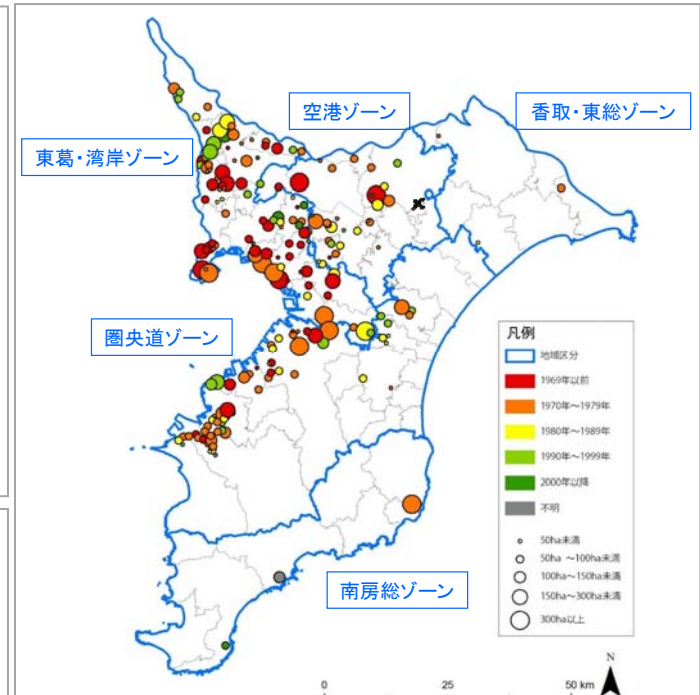 空港ゾーン
香取・東総ゾーン
東葛・湾岸ゾーン
圏央道ゾーン
南房総ゾーン
凡例
地域区分
1969年以前
1970年～1979年
1980年～1989年
1990年～1999年
2000年以降
不明
50ha未満
50ha ～100ha未満
100ha～150ha未満
150ha～300ha未満
300ha以上
N
0 25 50 km